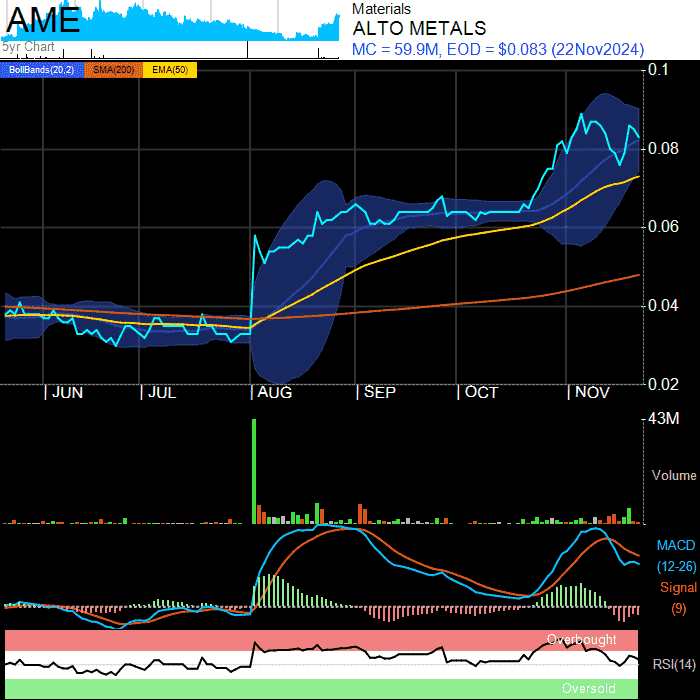 AME
5yr Chart
Materials
ALTO METALS
MC = 59.9M, EOD = $0.083 (22Nov2024)
BollBands(20,2) SMA(200) EMA(50)
0.1
0.08
0.06
0.04
0.02
JUN JUL AUG SEP OCT NOV
43M
Volume
MACD
(12-26)
Signal
(9)
Overbought
RSI(14)
Oversold